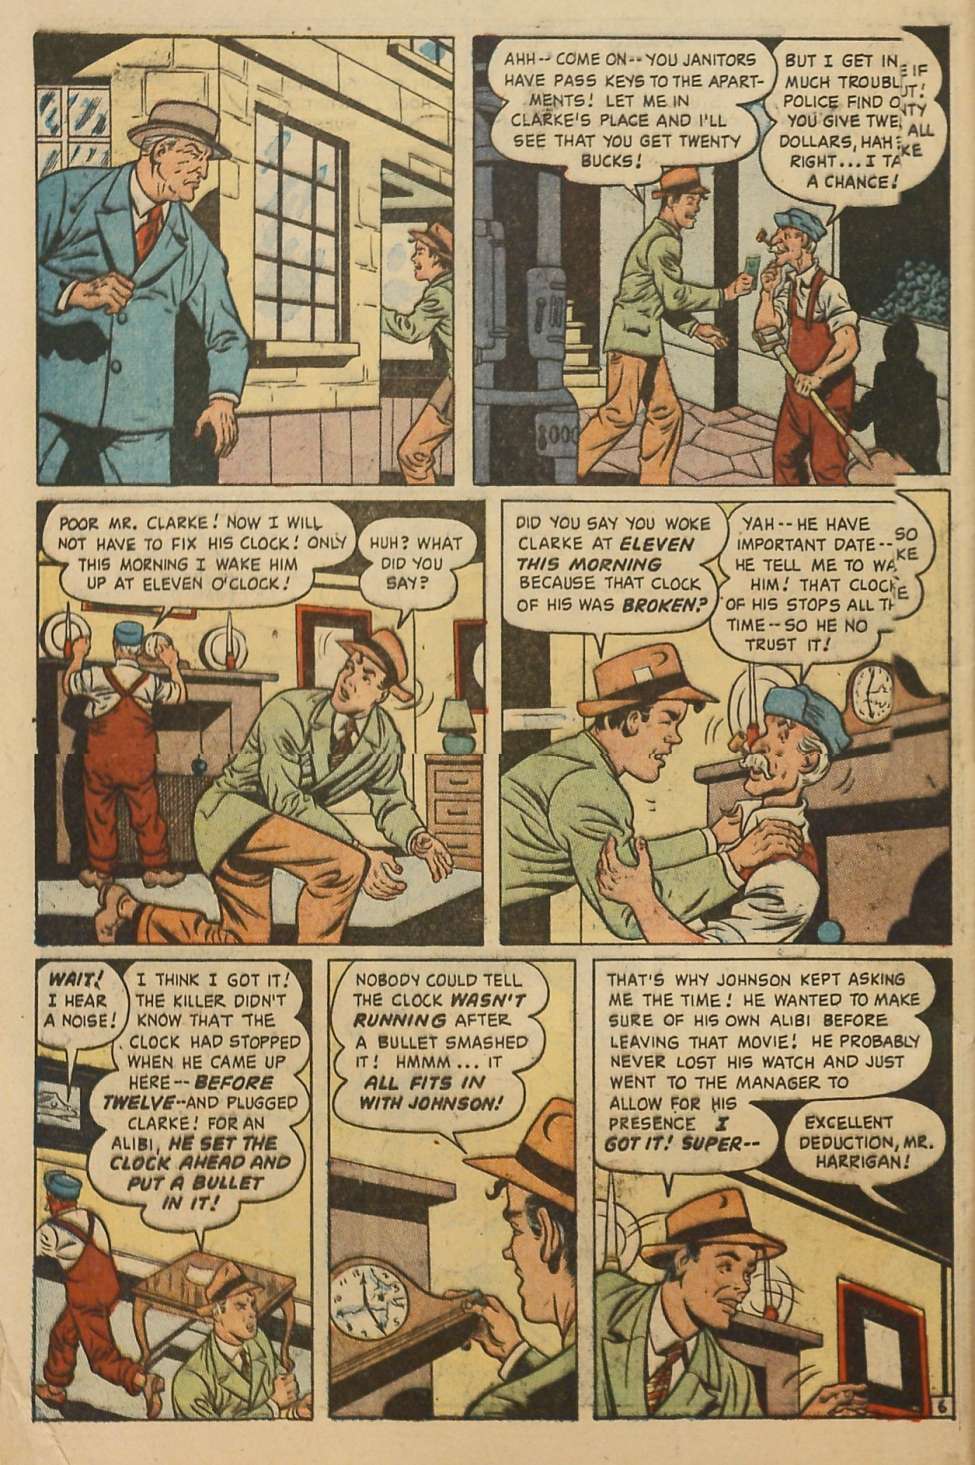 AHH-- COME ON-- YOU JANITORS
HAVE PASS KEYS TO THE APART-
MENTS! LET ME IN
CLARKE'S PLACE AND I'LL
SEE THAT YOU GET TWENTY
BUCKS!
BUT I GET IN
MUCH TROUBL
POLICE FIND O
YOU GIVE TWE
DOLLARS, HAH
RIGHT... I TA
A CHANCE!
E IF
UT!
NTY
ALL
KE
POOR MR. CLARKE! NOW I WILL
NOT HAVE TO FIX HIS CLOCK! ONLY
THIS MORNING I WAKE HIM
UP AT ELEVEN O'CLOCK!
HUH? WHAT
DID YOU
SAY?
DID YOU SAY YOU WOKE
CLARKE AT ELEVEN
THIS MORNING
BECAUSE THAT CLOCK
OF HIS WAS BROKEN?
YAH-- HE HAVE
IMPORTANT DATE--
HE TELL ME TO WA
HIM! THAT CLOC
OF HIS STOPS ALL TH
TIME-- SO HE NO
TRUST IT!
SO
KE
E
WAIT!
I HEAR
A NOISE!
I THINK I GOT IT!
THE KILLER DIDN'T
KNOW THAT THE
CLOCK HAD STOPPED
WHEN HE CAME UP
HERE-- BEFORE
TWELVE--AND PLUGGED
CLARKE! FOR AN
ALIBI, HE SET THE
CLOCK AHEAD AND
PUT A BULLET
IN IT!
NOBODY COULD TELL
THE CLOCK WASN'T
RUNNING AFTER
A BULLET SMASHED
IT! HMMM... IT
ALL FITS IN
WITH JOHNSON!
THAT'S WHY JOHNSON KEPT ASKING
ME THE TIME! HE WANTED TO MAKE
SURE OF HIS OWN ALIBI BEFORE
LEAVING THAT MOVIE! HE PROBABLY
NEVER LOST HIS WATCH AND JUST
WENT TO THE MANAGER TO
ALLOW FOR HIS
PRESENCE I
GOT IT! SUPER--
EXCELLENT
DEDUCTION, MR.
HARRIGAN!
6